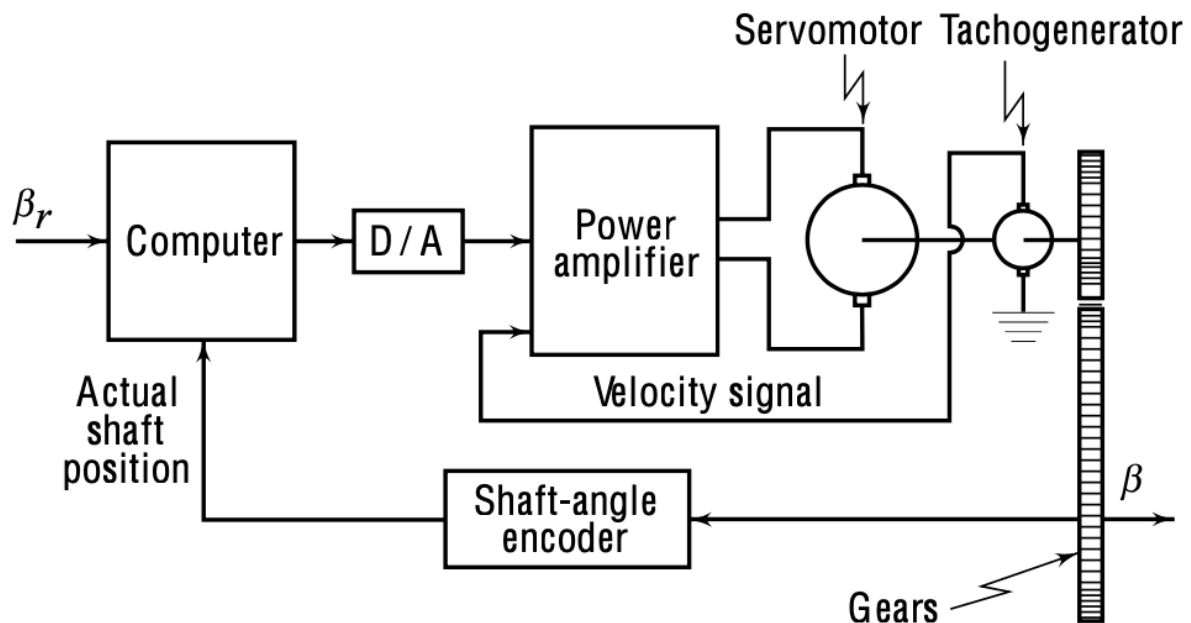 Servomotor Tachogenerator
βr
Computer
D/A
Power
amplifier
Velocity signal
Actual
shaft
position
Shaft-angle
encoder
β
Gears